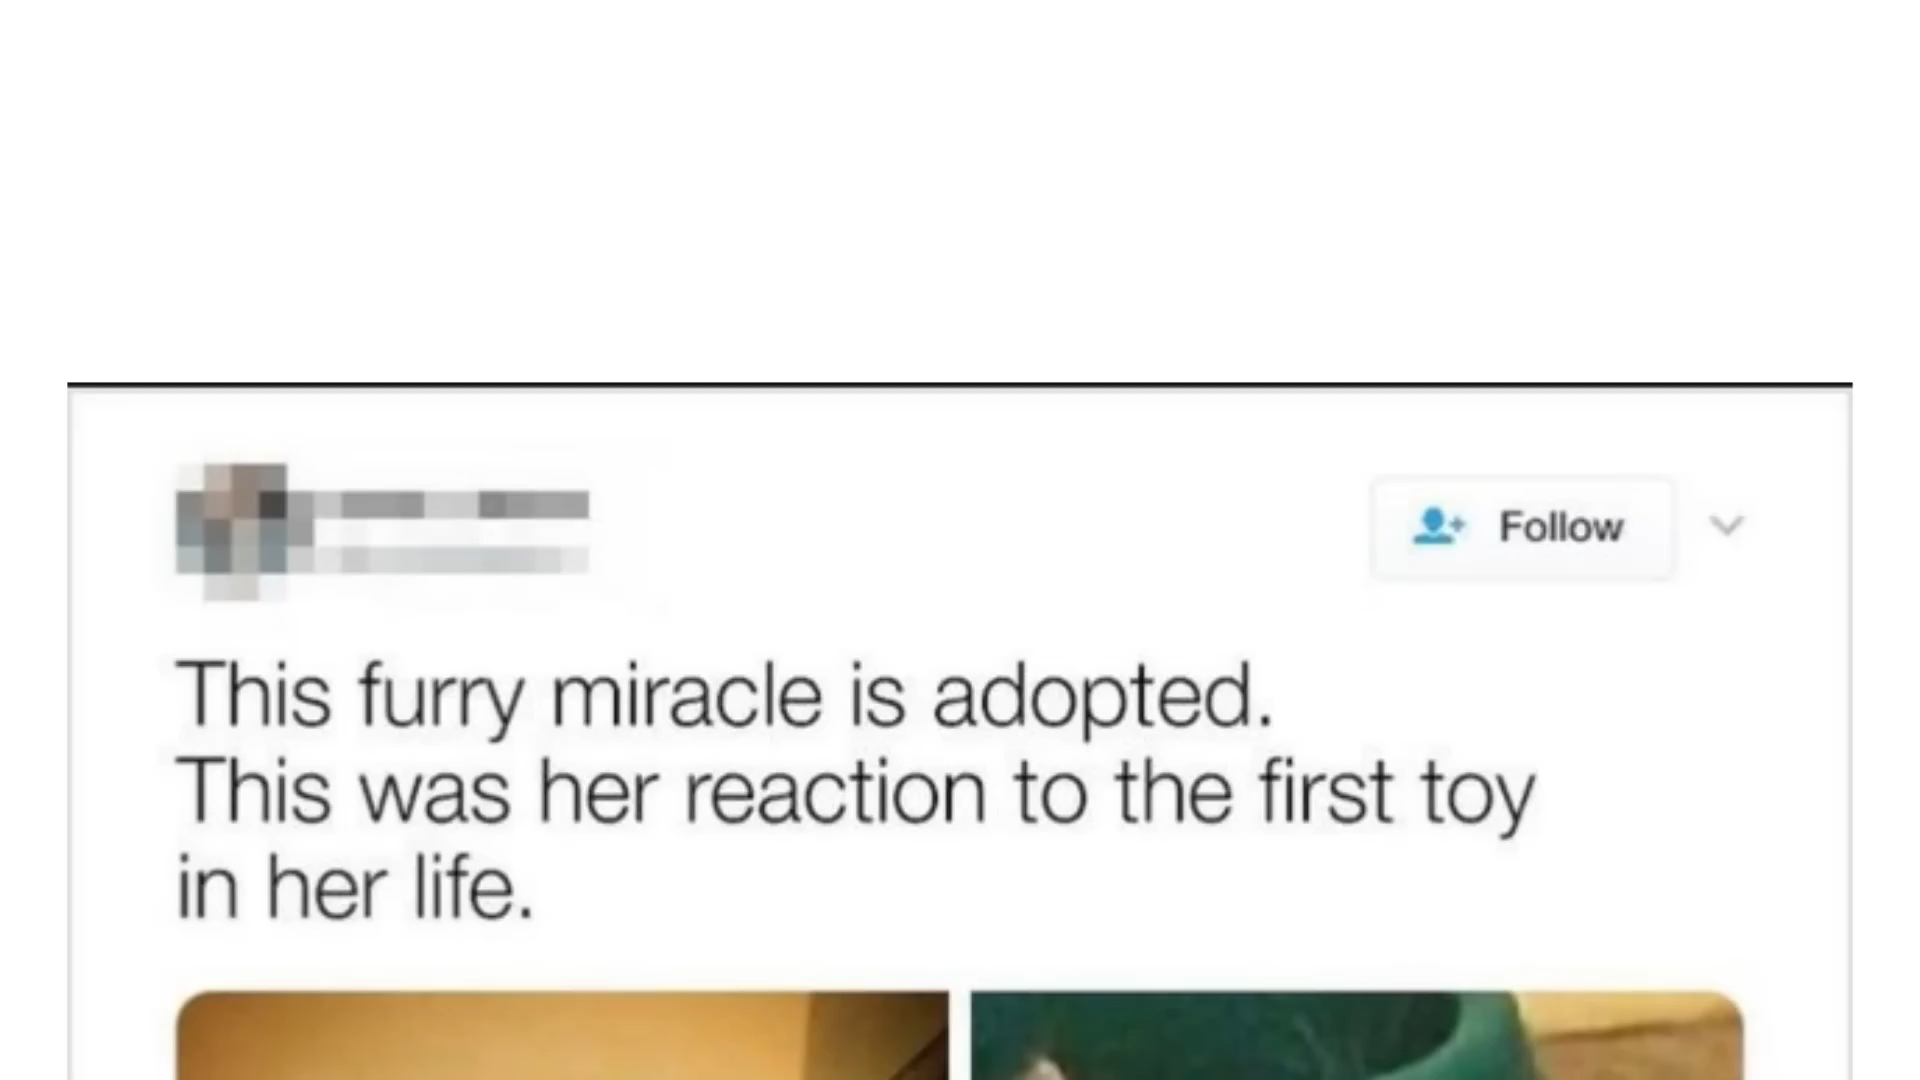 Follow
This furry miracle is adopted.
This was her reaction to the first toy
in her life.